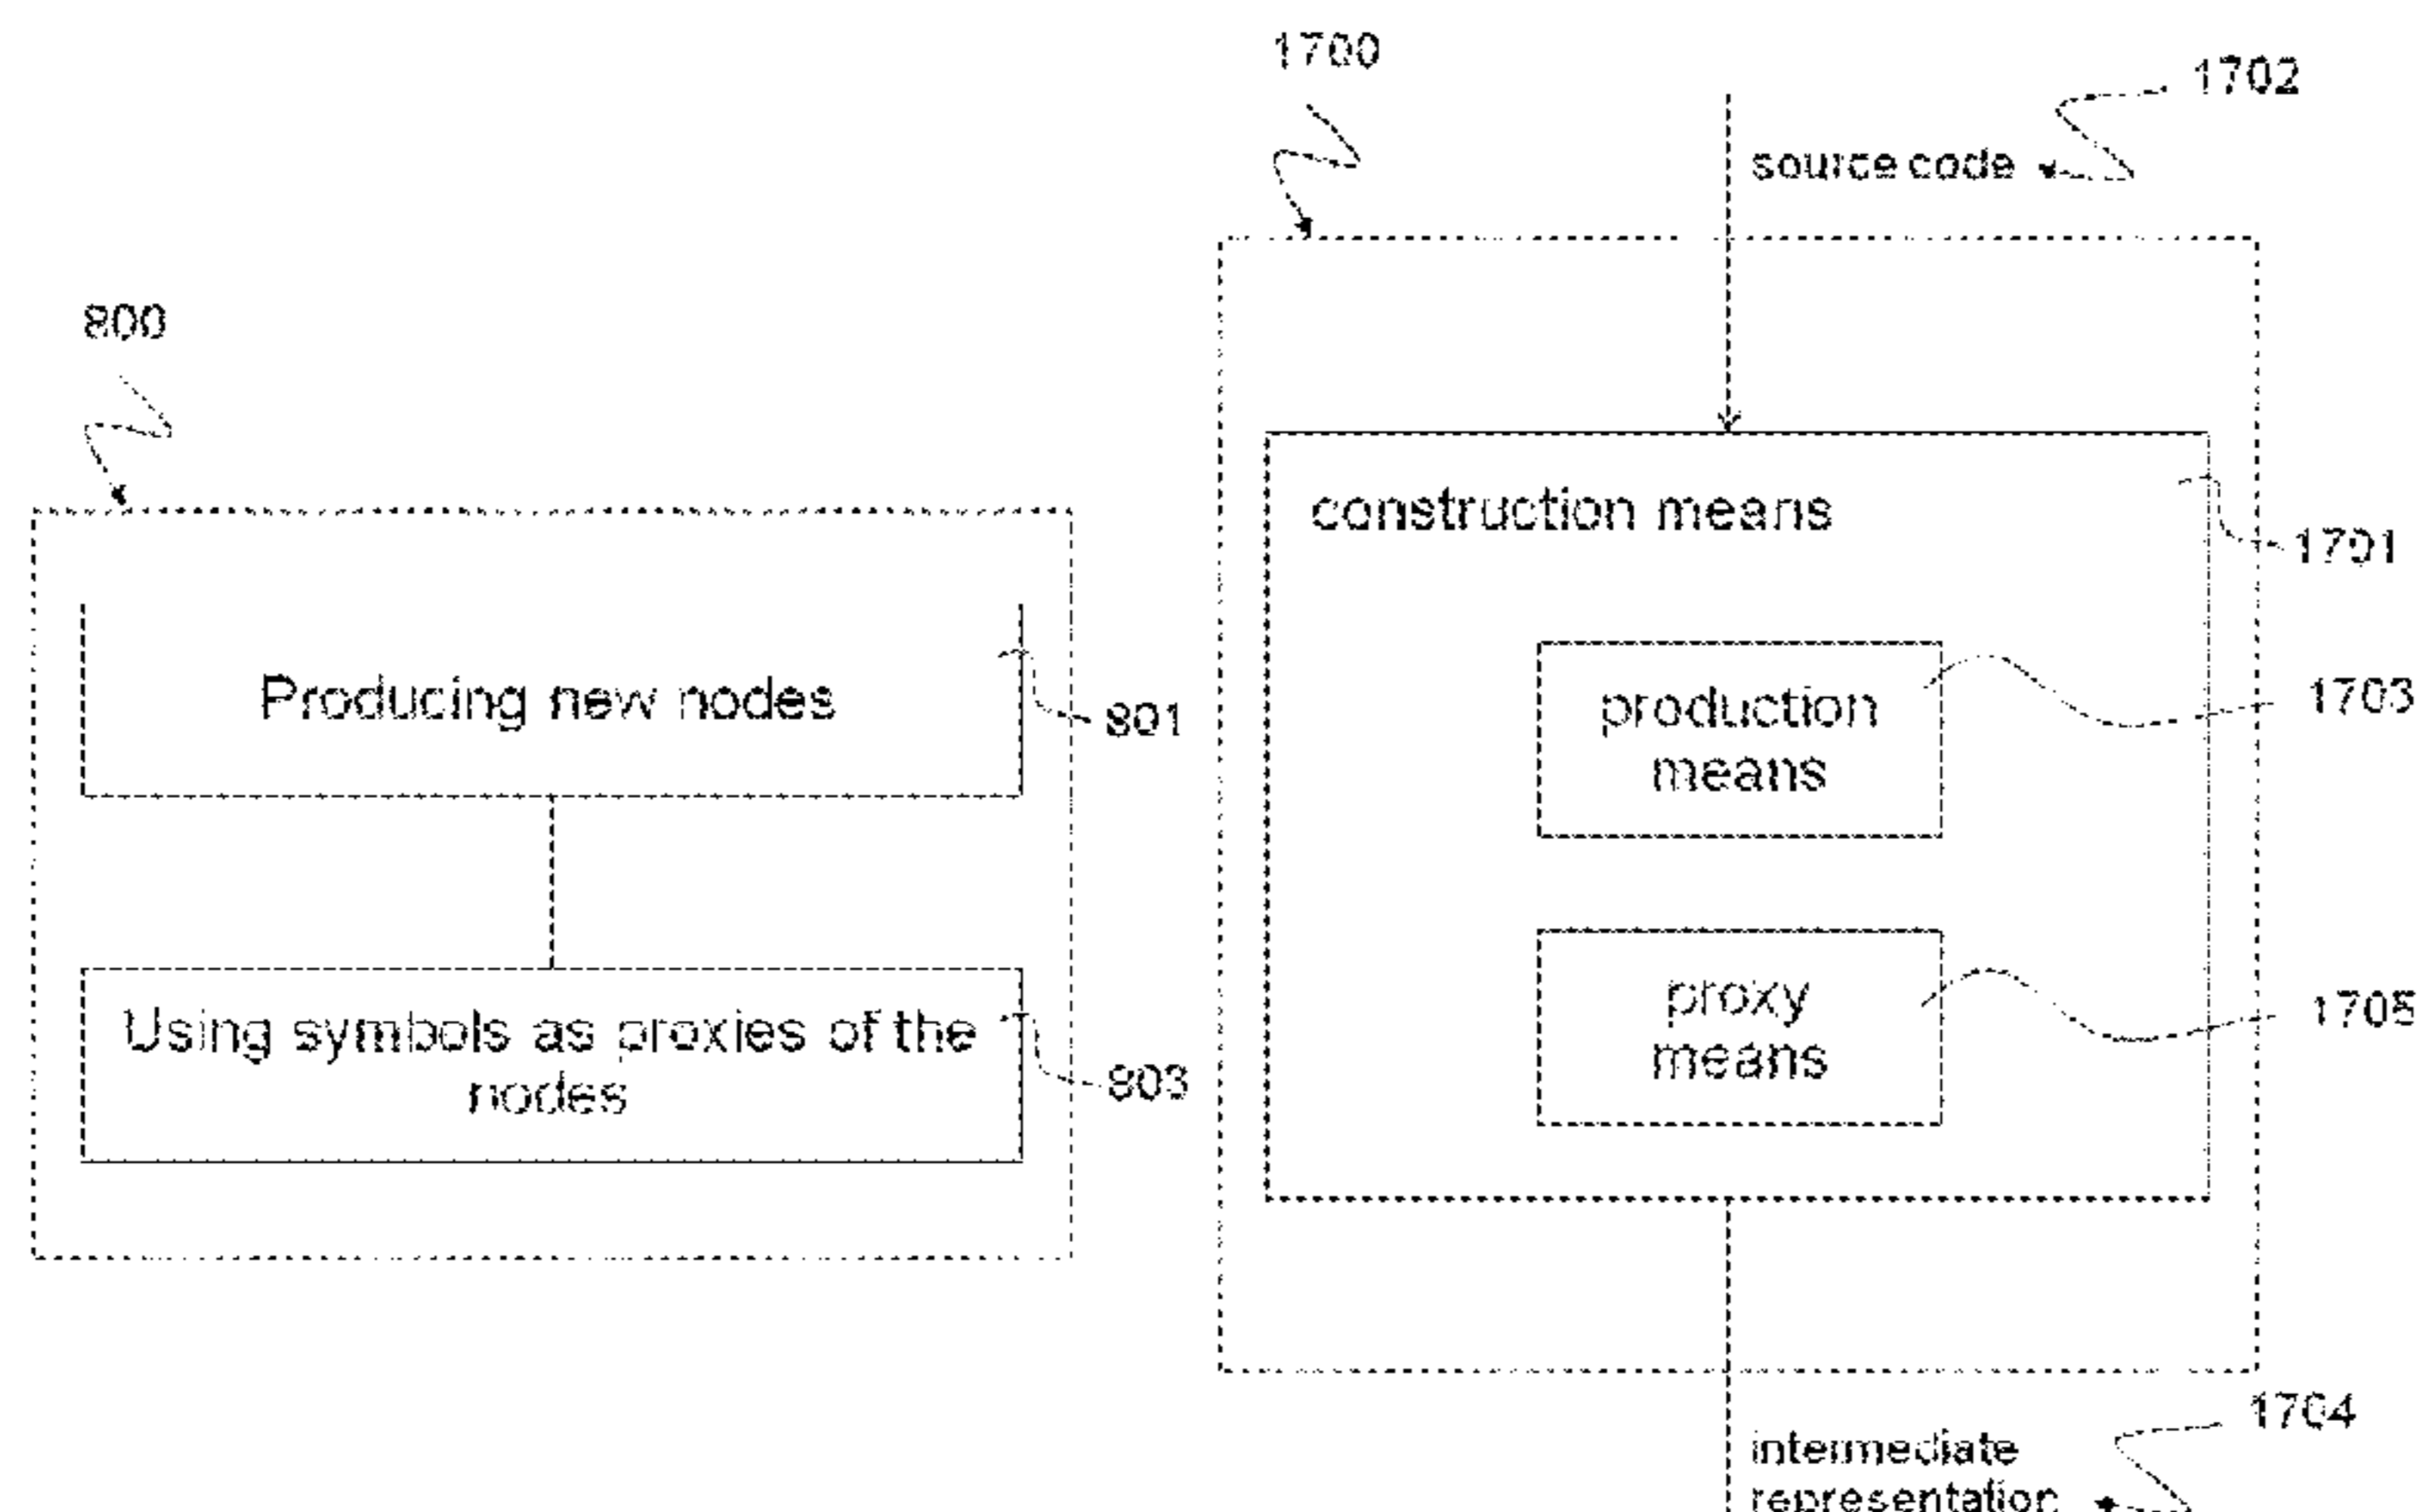 800
Producing new nodes
801
Using symbols as proxies of the
nodes
803
1700
1702
source code
construction means
1701
production
means
1703
proxy
means
1705
1704
intermediate
representation